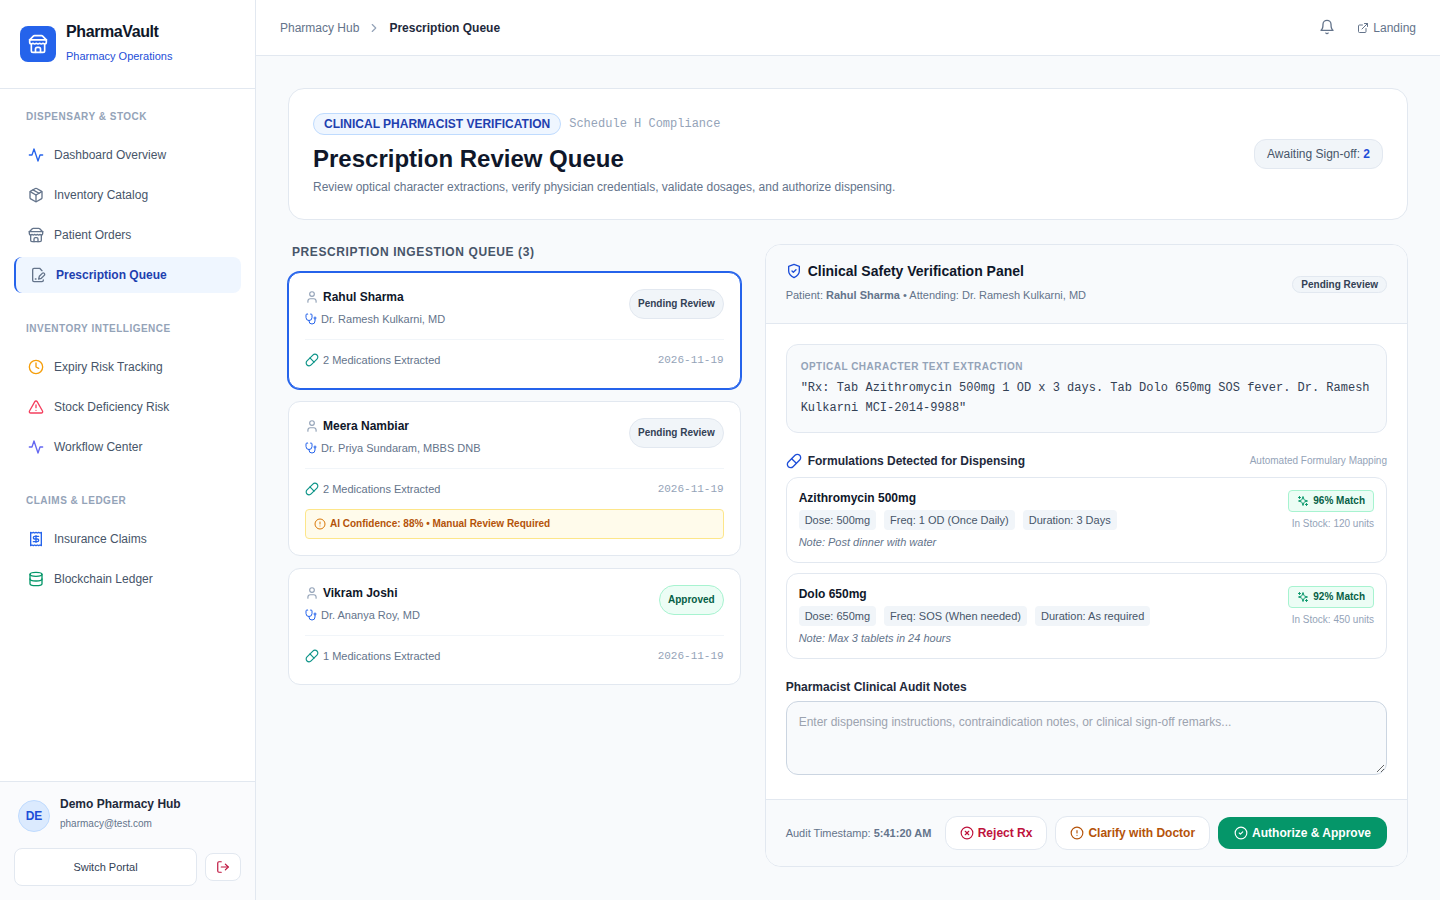 PharmaVault
Pharmacy Operations
DISPENSARY & STOCK
Dashboard Overview
Inventory Catalog
Patient Orders
Prescription Queue
INVENTORY INTELLIGENCE
Expiry Risk Tracking
Stock Deficiency Risk
Workflow Center
CLAIMS & LEDGER
Insurance Claims
Blockchain Ledger
DE
Demo Pharmacy Hub
pharmacy@test.com
Switch Portal
Pharmacy Hub
Prescription Queue
Landing
CLINICAL PHARMACIST VERIFICATION
Schedule H Compliance
Prescription Review Queue
Review optical character extractions, verify physician credentials, validate dosages, and authorize dispensing.
Awaiting Sign-off: 2
PRESCRIPTION INGESTION QUEUE (3)
Rahul Sharma
Dr. Ramesh Kulkarni, MD
Pending Review
2 Medications Extracted
2026-11-19
Meera Nambiar
Dr. Priya Sundaram, MBBS DNB
Pending Review
2 Medications Extracted
2026-11-19
AI Confidence: 88% • Manual Review Required
Vikram Joshi
Dr. Ananya Roy, MD
Approved
1 Medications Extracted
2026-11-19
Clinical Safety Verification Panel
Patient: Rahul Sharma • Attending: Dr. Ramesh Kulkarni, MD
Pending Review
OPTICAL CHARACTER TEXT EXTRACTION
"Rx: Tab Azithromycin 500mg 1 OD x 3 days. Tab Dolo 650mg SOS fever. Dr. Ramesh
Kulkarni MCI-2014-9988"
Formulations Detected for Dispensing
Automated Formulary Mapping
Azithromycin 500mg
96% Match
Dose: 500mg
Freq: 1 OD (Once Daily)
Duration: 3 Days
In Stock: 120 units
Note: Post dinner with water
Dolo 650mg
92% Match
Dose: 650mg
Freq: SOS (When needed)
Duration: As required
In Stock: 450 units
Note: Max 3 tablets in 24 hours
Pharmacist Clinical Audit Notes
Enter dispensing instructions, contraindication notes, or clinical sign-off remarks...
Audit Timestamp: 5:41:20 AM
Reject Rx
Clarify with Doctor
Authorize & Approve